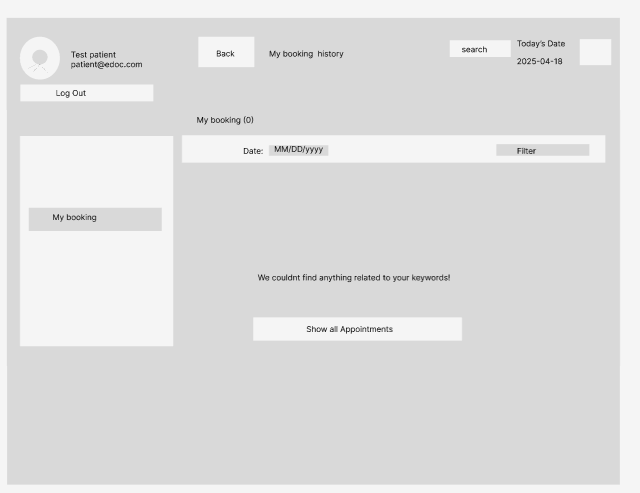 Test patient
patient@edoc.com
Log Out
Back
My booking  history
search
Today's Date
2025-04-18
My booking (0)
Date:
MM/DD/yyyy
Filter
My booking
We couldnt find anything related to your keywords!
Show all Appointments